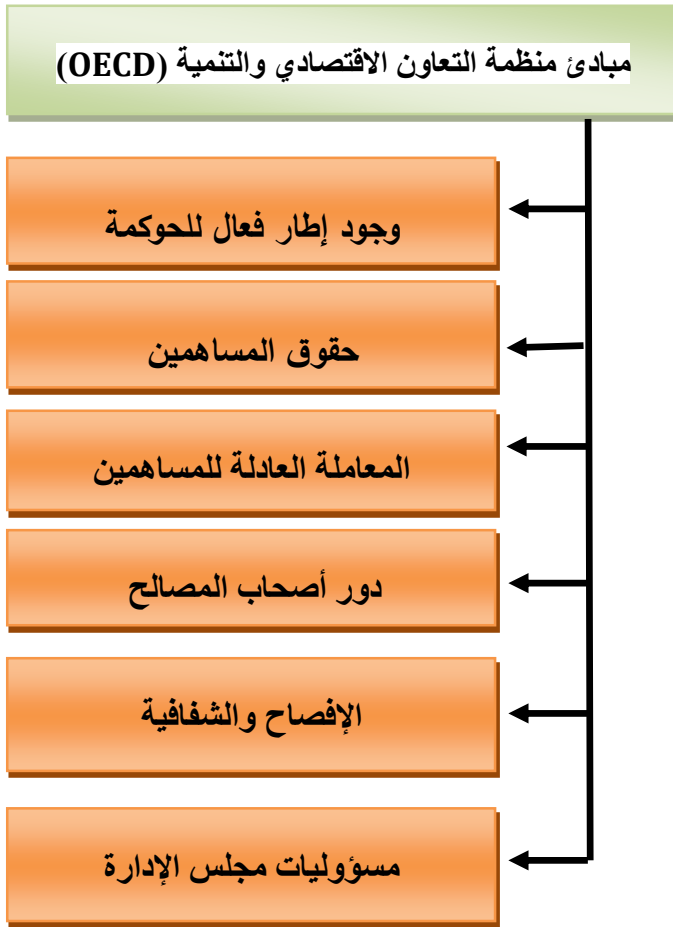 مبادئ منظمة التعاون الاقتصادي والتنمية (OECD)
وجود إطار فعال للحوكمة
حقوق المساهمين
المعاملة العادلة للمساهمين
دور أصحاب المصالح
الإفصاح والشفافية
مسؤوليات مجلس الإدارة